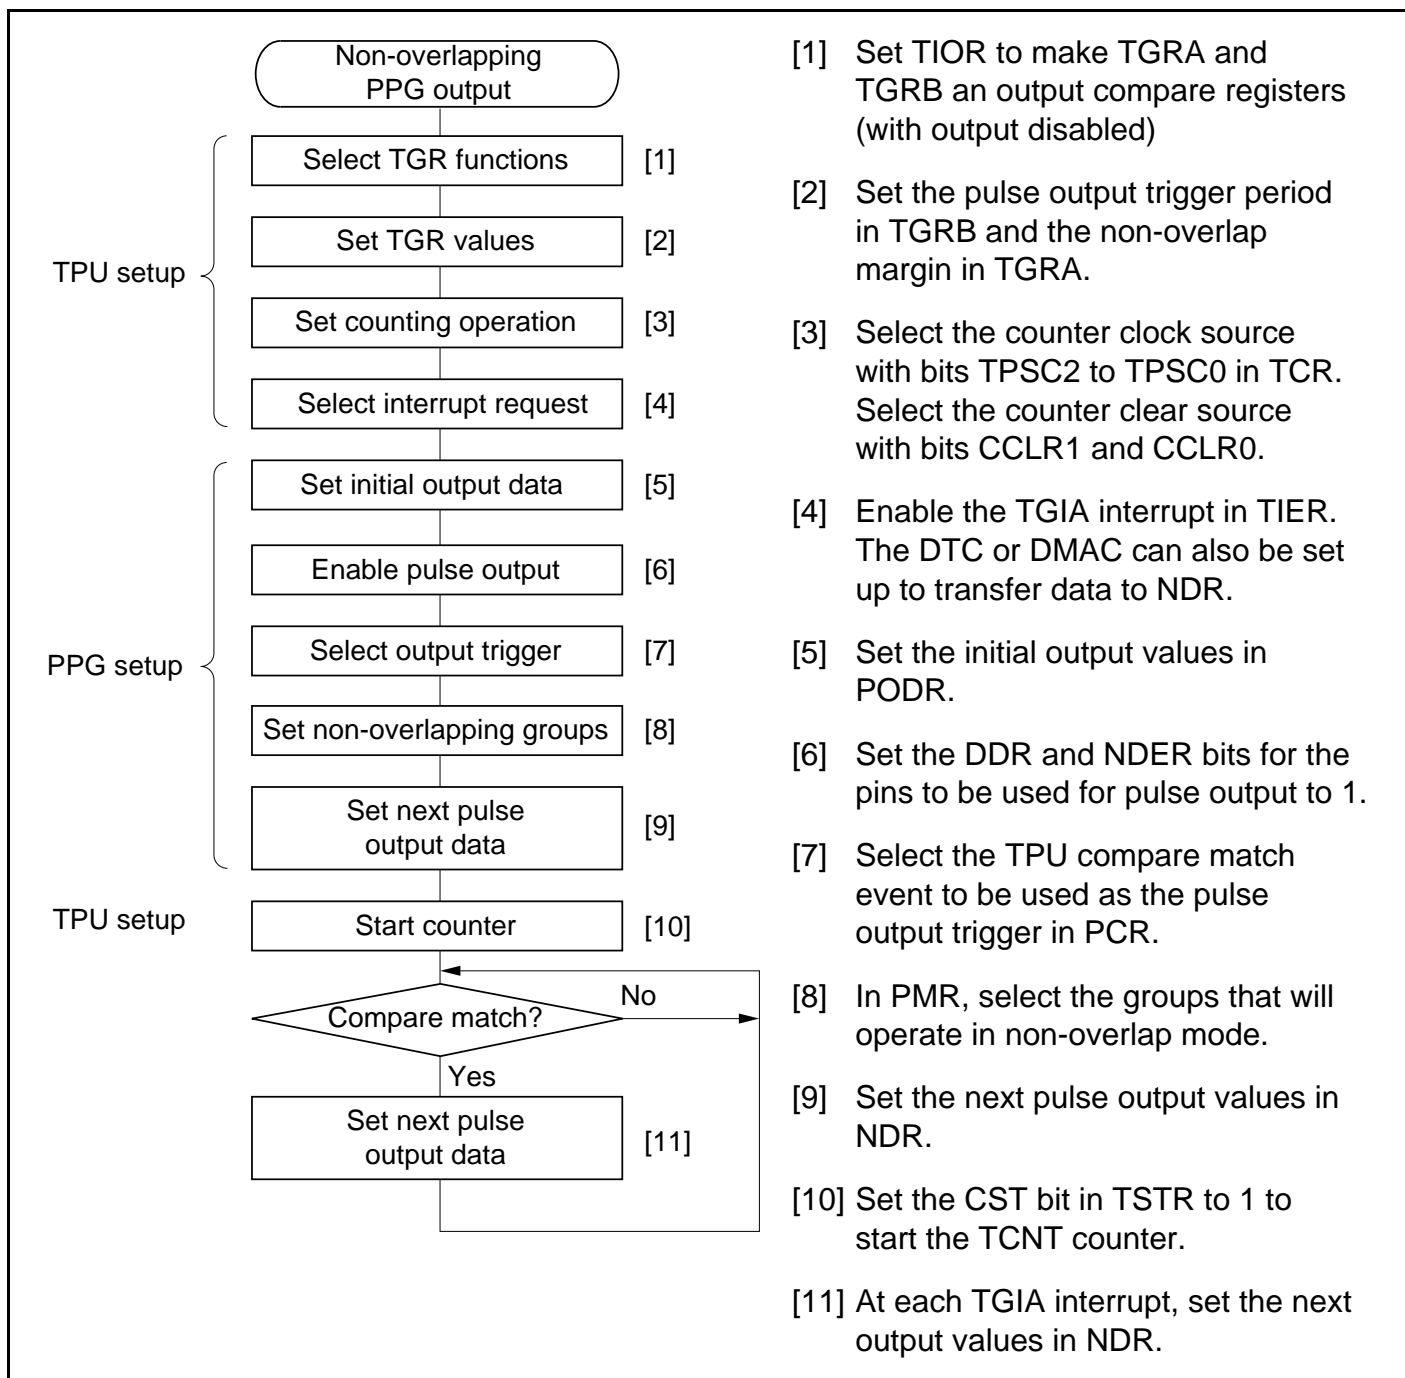 Non-overlapping
PPG output
Select TGR functions
[1]
Set TGR values
[2]
TPU setup
Set counting operation
[3]
Select interrupt request
[4]
Set initial output data
[5]
Enable pulse output
[6]
PPG setup
Select output trigger
[7]
Set non-overlapping groups
[8]
Set next pulse
output data
[9]
TPU setup
Start counter
[10]
Compare match?
No
Yes
Set next pulse
output data
[11]
[1] Set TIOR to make TGRA and
TGRB an output compare registers
(with output disabled)
[2] Set the pulse output trigger period
in TGRB and the non-overlap
margin in TGRA.
[3] Select the counter clock source
with bits TPSC2 to TPSC0 in TCR.
Select the counter clear source
with bits CCLR1 and CCLR0.
[4] Enable the TGIA interrupt in TIER.
The DTC or DMAC can also be set
up to transfer data to NDR.
[5] Set the initial output values in
PODR.
[6] Set the DDR and NDER bits for the
pins to be used for pulse output to 1.
[7] Select the TPU compare match
event to be used as the pulse
output trigger in PCR.
[8] In PMR, select the groups that will
operate in non-overlap mode.
[9] Set the next pulse output values in
NDR.
[10] Set the CST bit in TSTR to 1 to
start the TCNT counter.
[11] At each TGIA interrupt, set the next
output values in NDR.